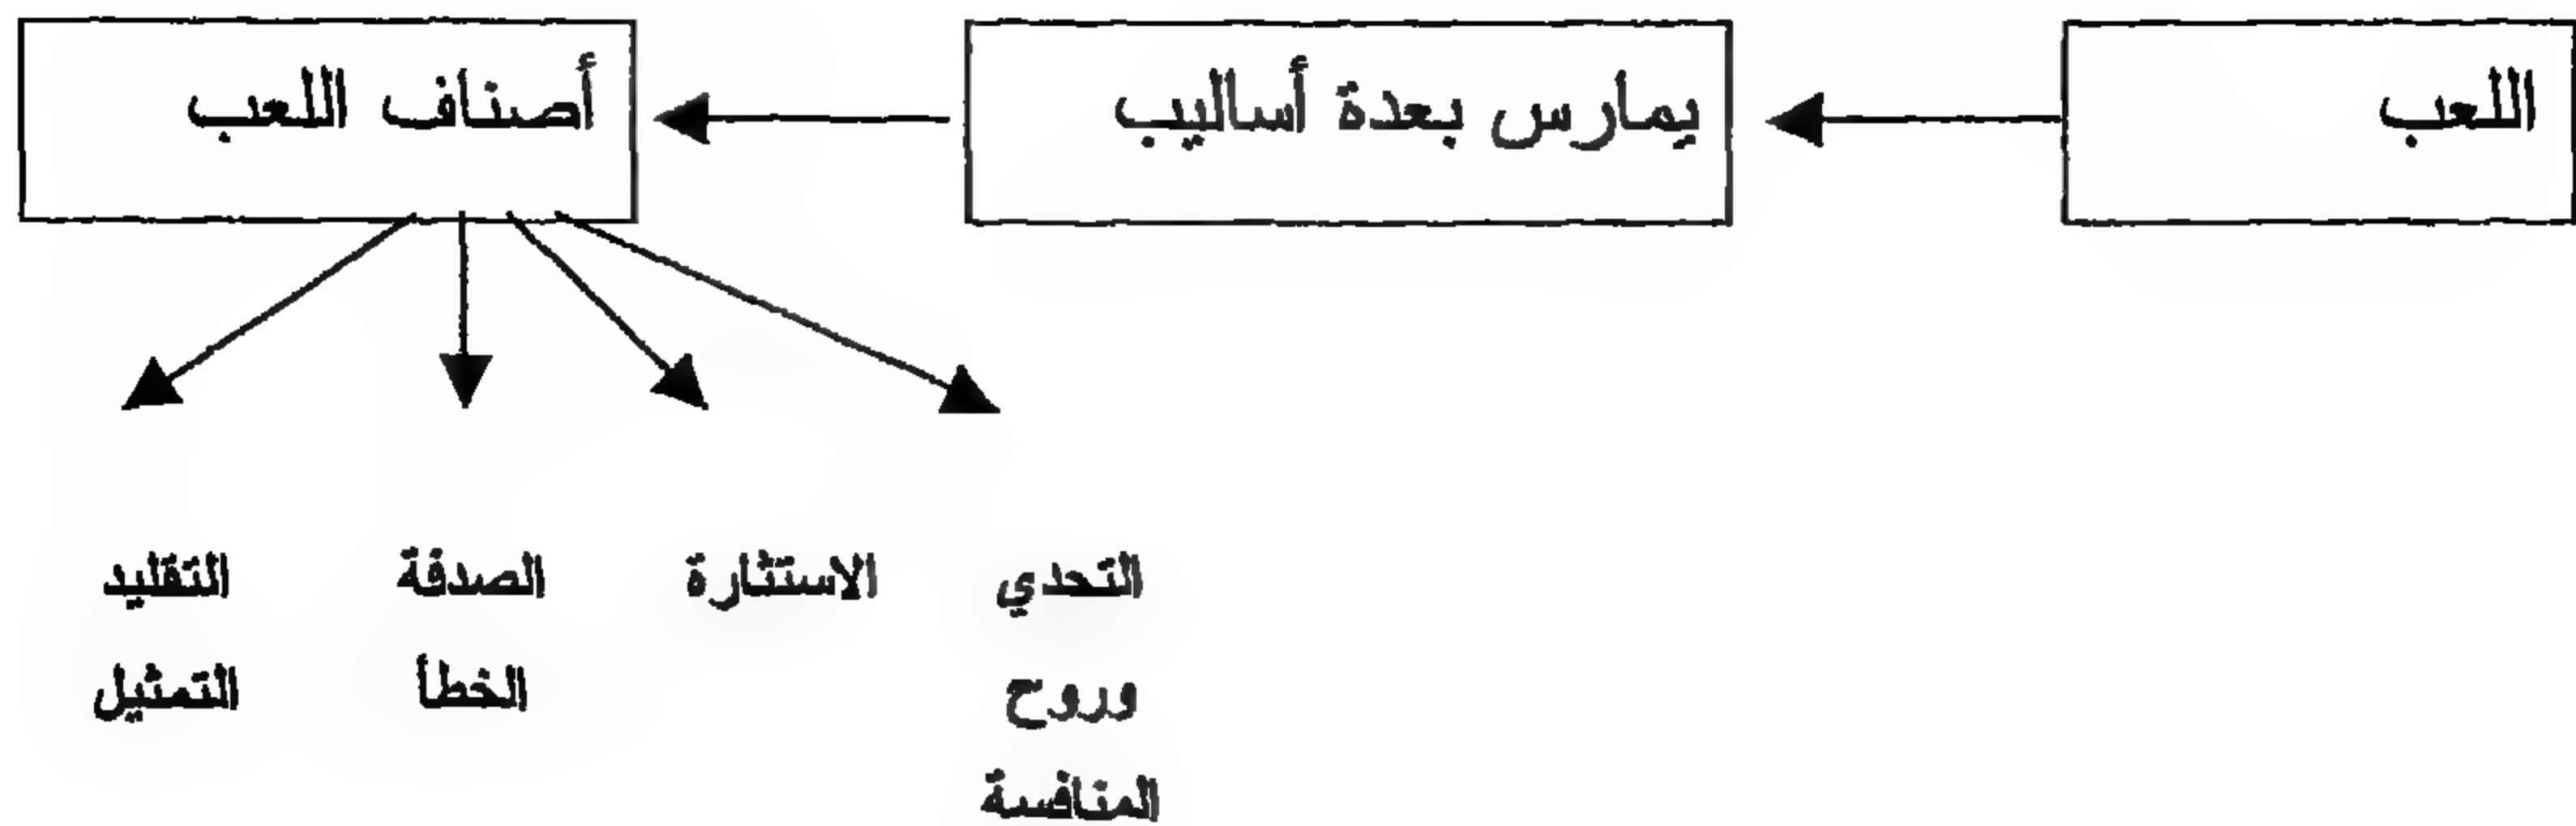 اللعب
يمارس بعدة أساليب
أصناف اللعب
التحدي
وروح
المنافسة
الاستثارة
الصدفة
الخطأ
التقليد
التمثيل